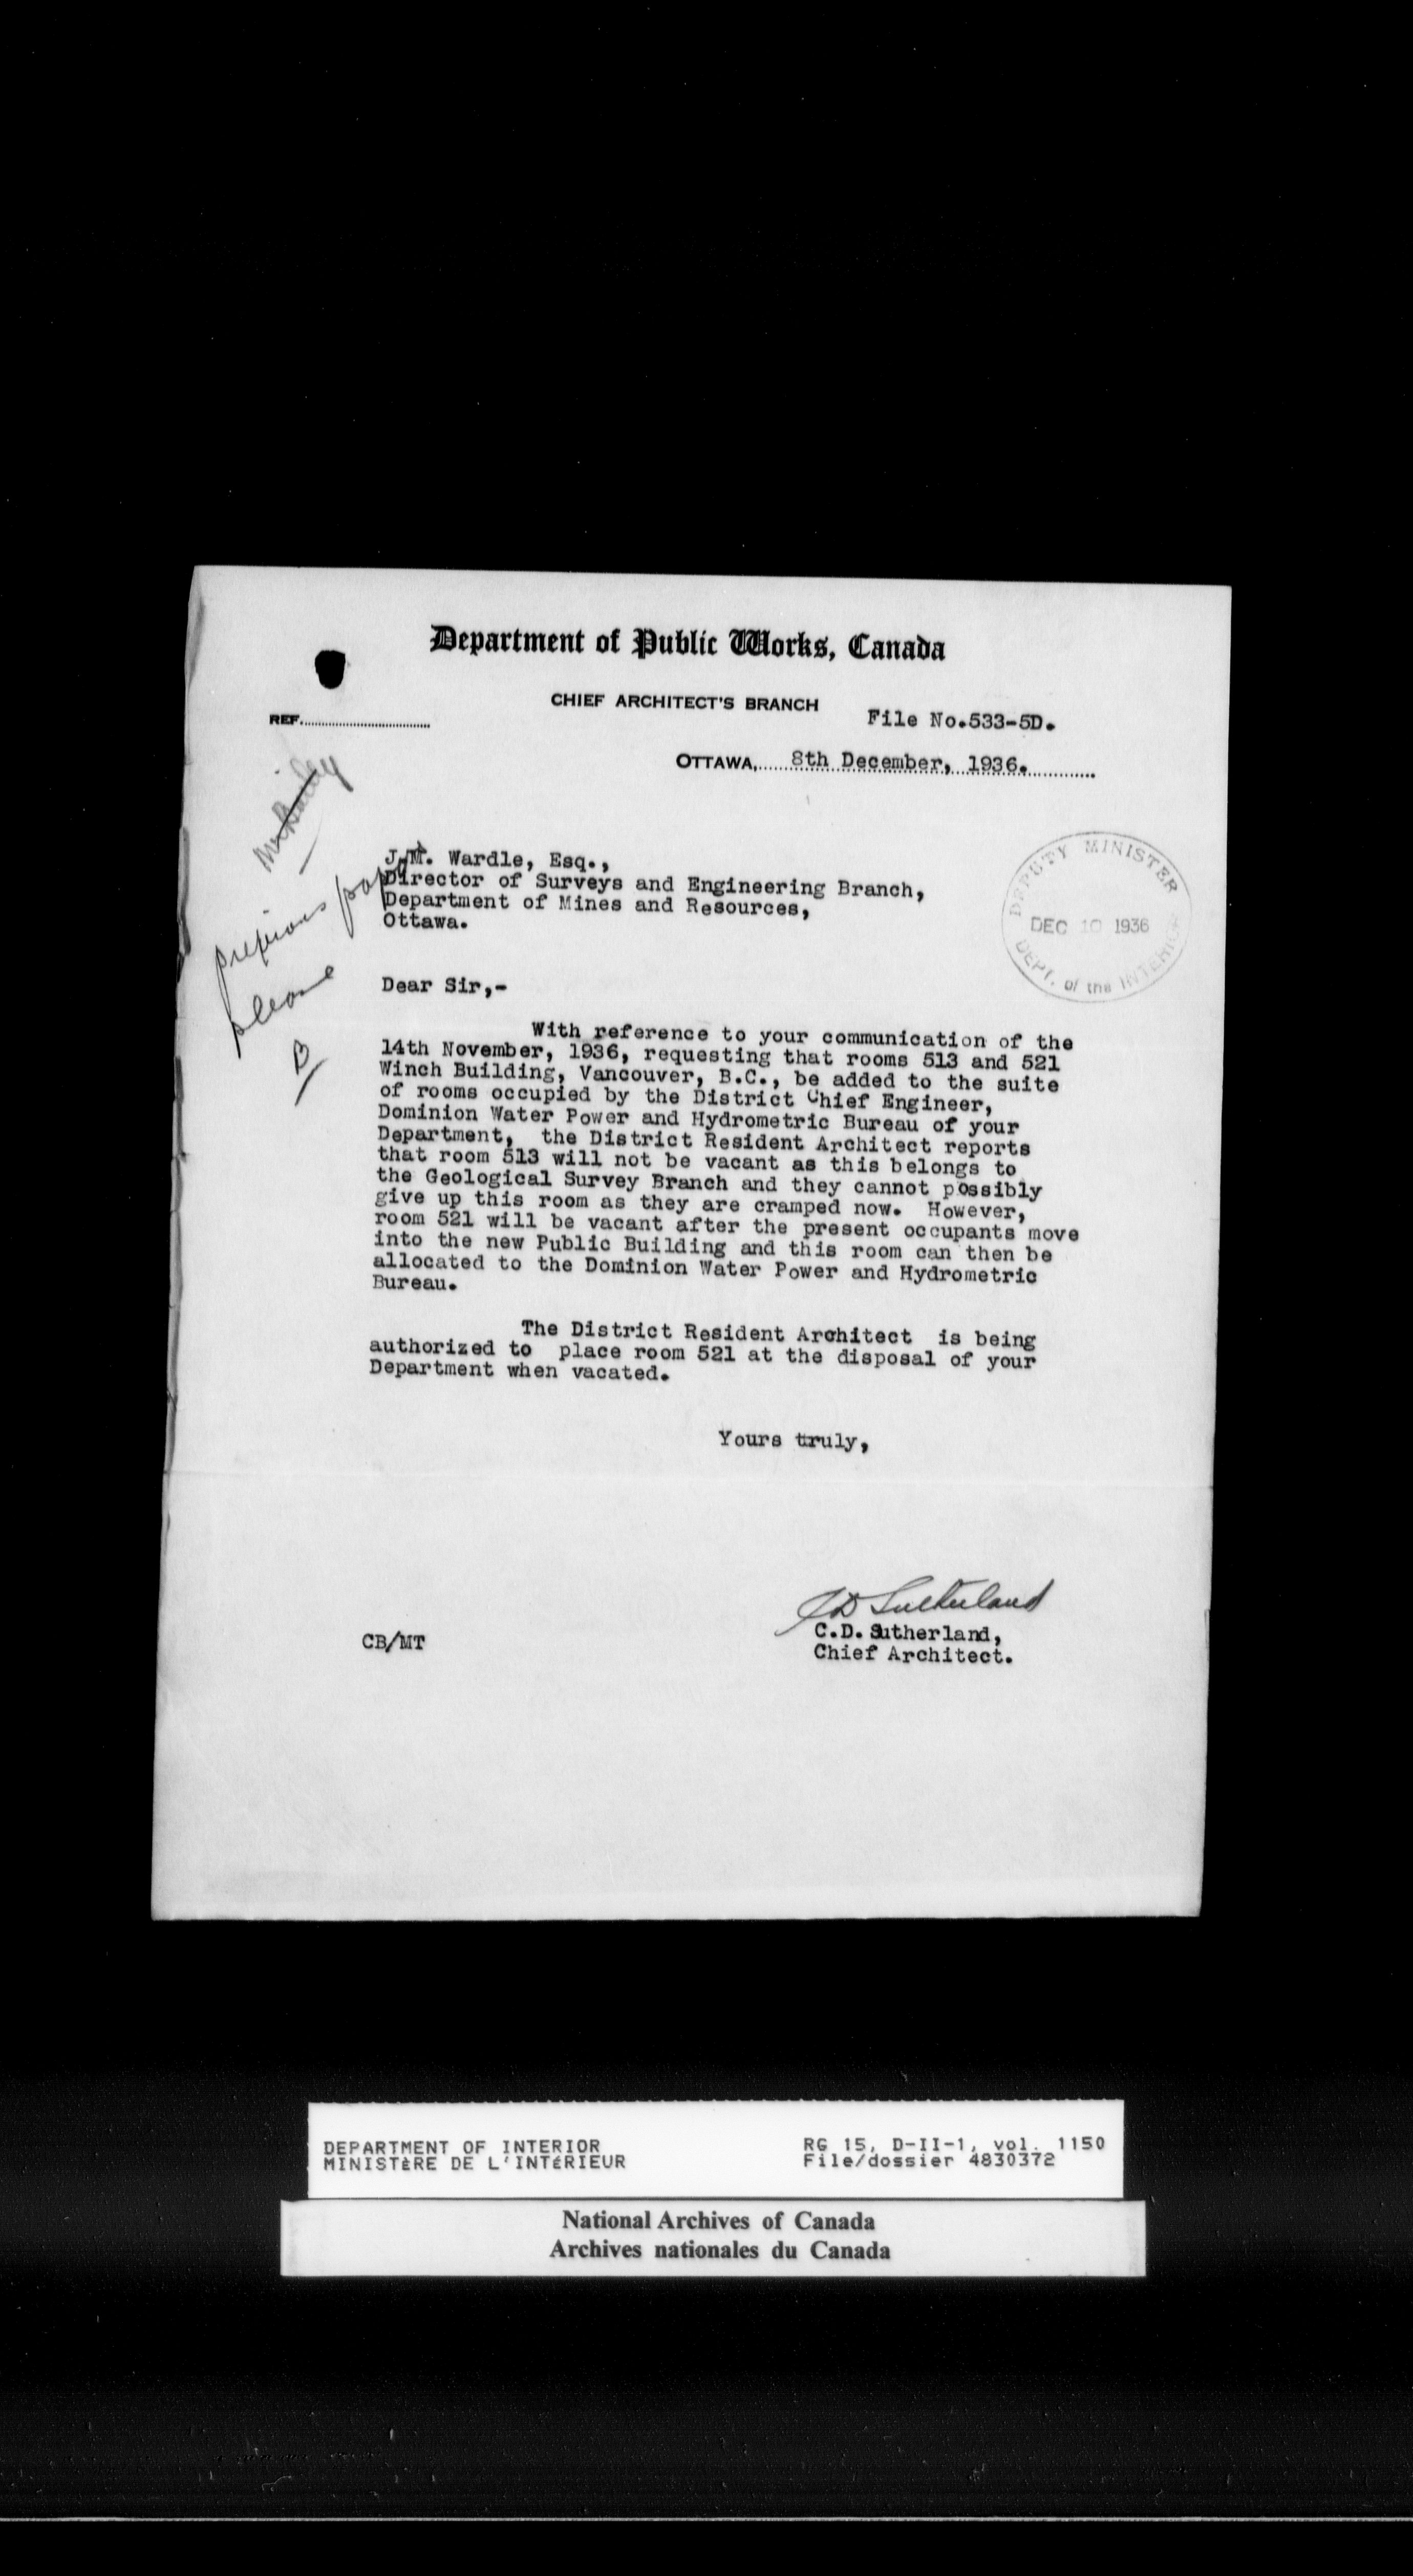 Department of Public Works, Canada
CHIEF ARCHITECT'S BRANCH
REF.
File No.533-5D.
OTTAWA, 8th December, 1936.
previous papers
please
B
J.M. Wardle, Esq.,
Director of Surveys and Engineering Branch,
Department of Mines and Resources,
Ottawa.
DEPUTY MINISTER
DEC 10 1936
DEPT. of the INTERIOR
Dear Sir,-
With reference to your communication of the
14th November, 1936, requesting that rooms 513 and 521
Winch Building, Vancouver, B.C., be added to the suite
of rooms occupied by the District Chief Engineer,
Dominion Water Power and Hydrometric Bureau of your
Department, the District Resident Architect reports
that room 513 will not be vacant as this belongs to
the Geological Survey Branch and they cannot possibly
give up this room as they are cramped now. However,
room 521 will be vacant after the present occupants move
into the new Public Building and this room can then be
allocated to the Dominion Water Power and Hydrometric
Bureau.
The District Resident Architect is being
authorized to place room 521 at the disposal of your
Department when vacated.
Yours truly,
CD Sutherland
C.D. Sutherland,
Chief Architect.
CB/MT
DEPARTMENT OF INTERIOR
MINISTÈRE DE L'INTÉRIEUR
RG 15, D-II-1, vol. 1150
File/dossier 4830372
National Archives of Canada
Archives nationales du Canada